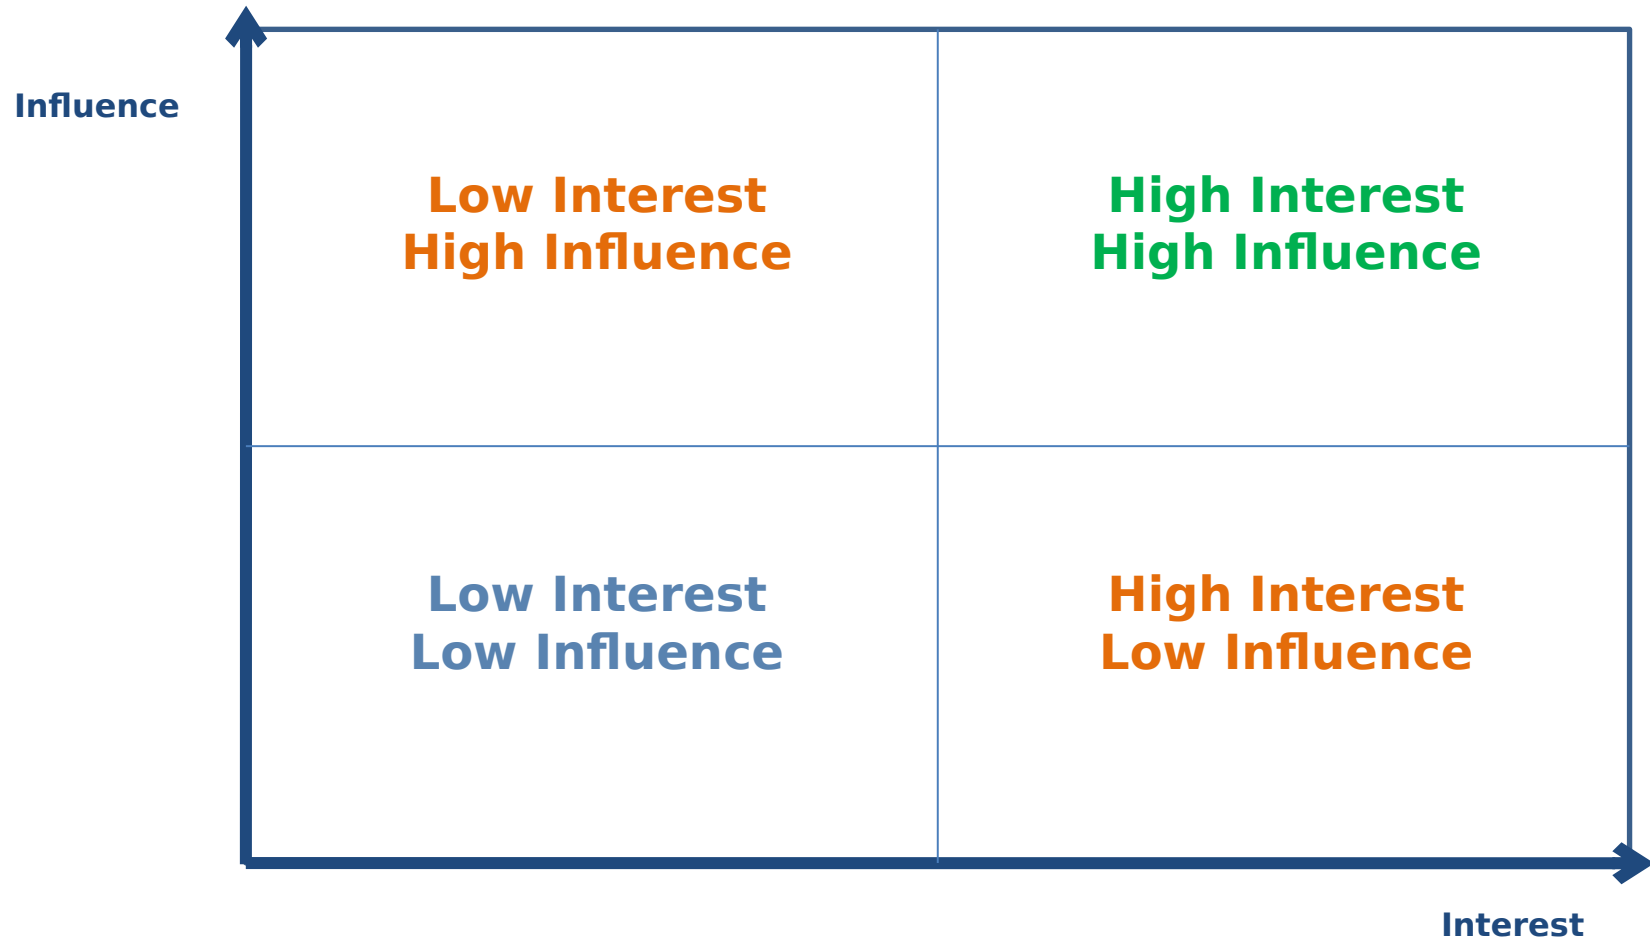 Influence
Low Interest
High Influence
High Interest
High Influence
Low Interest
Low Influence
High Interest
Low Influence
Interest